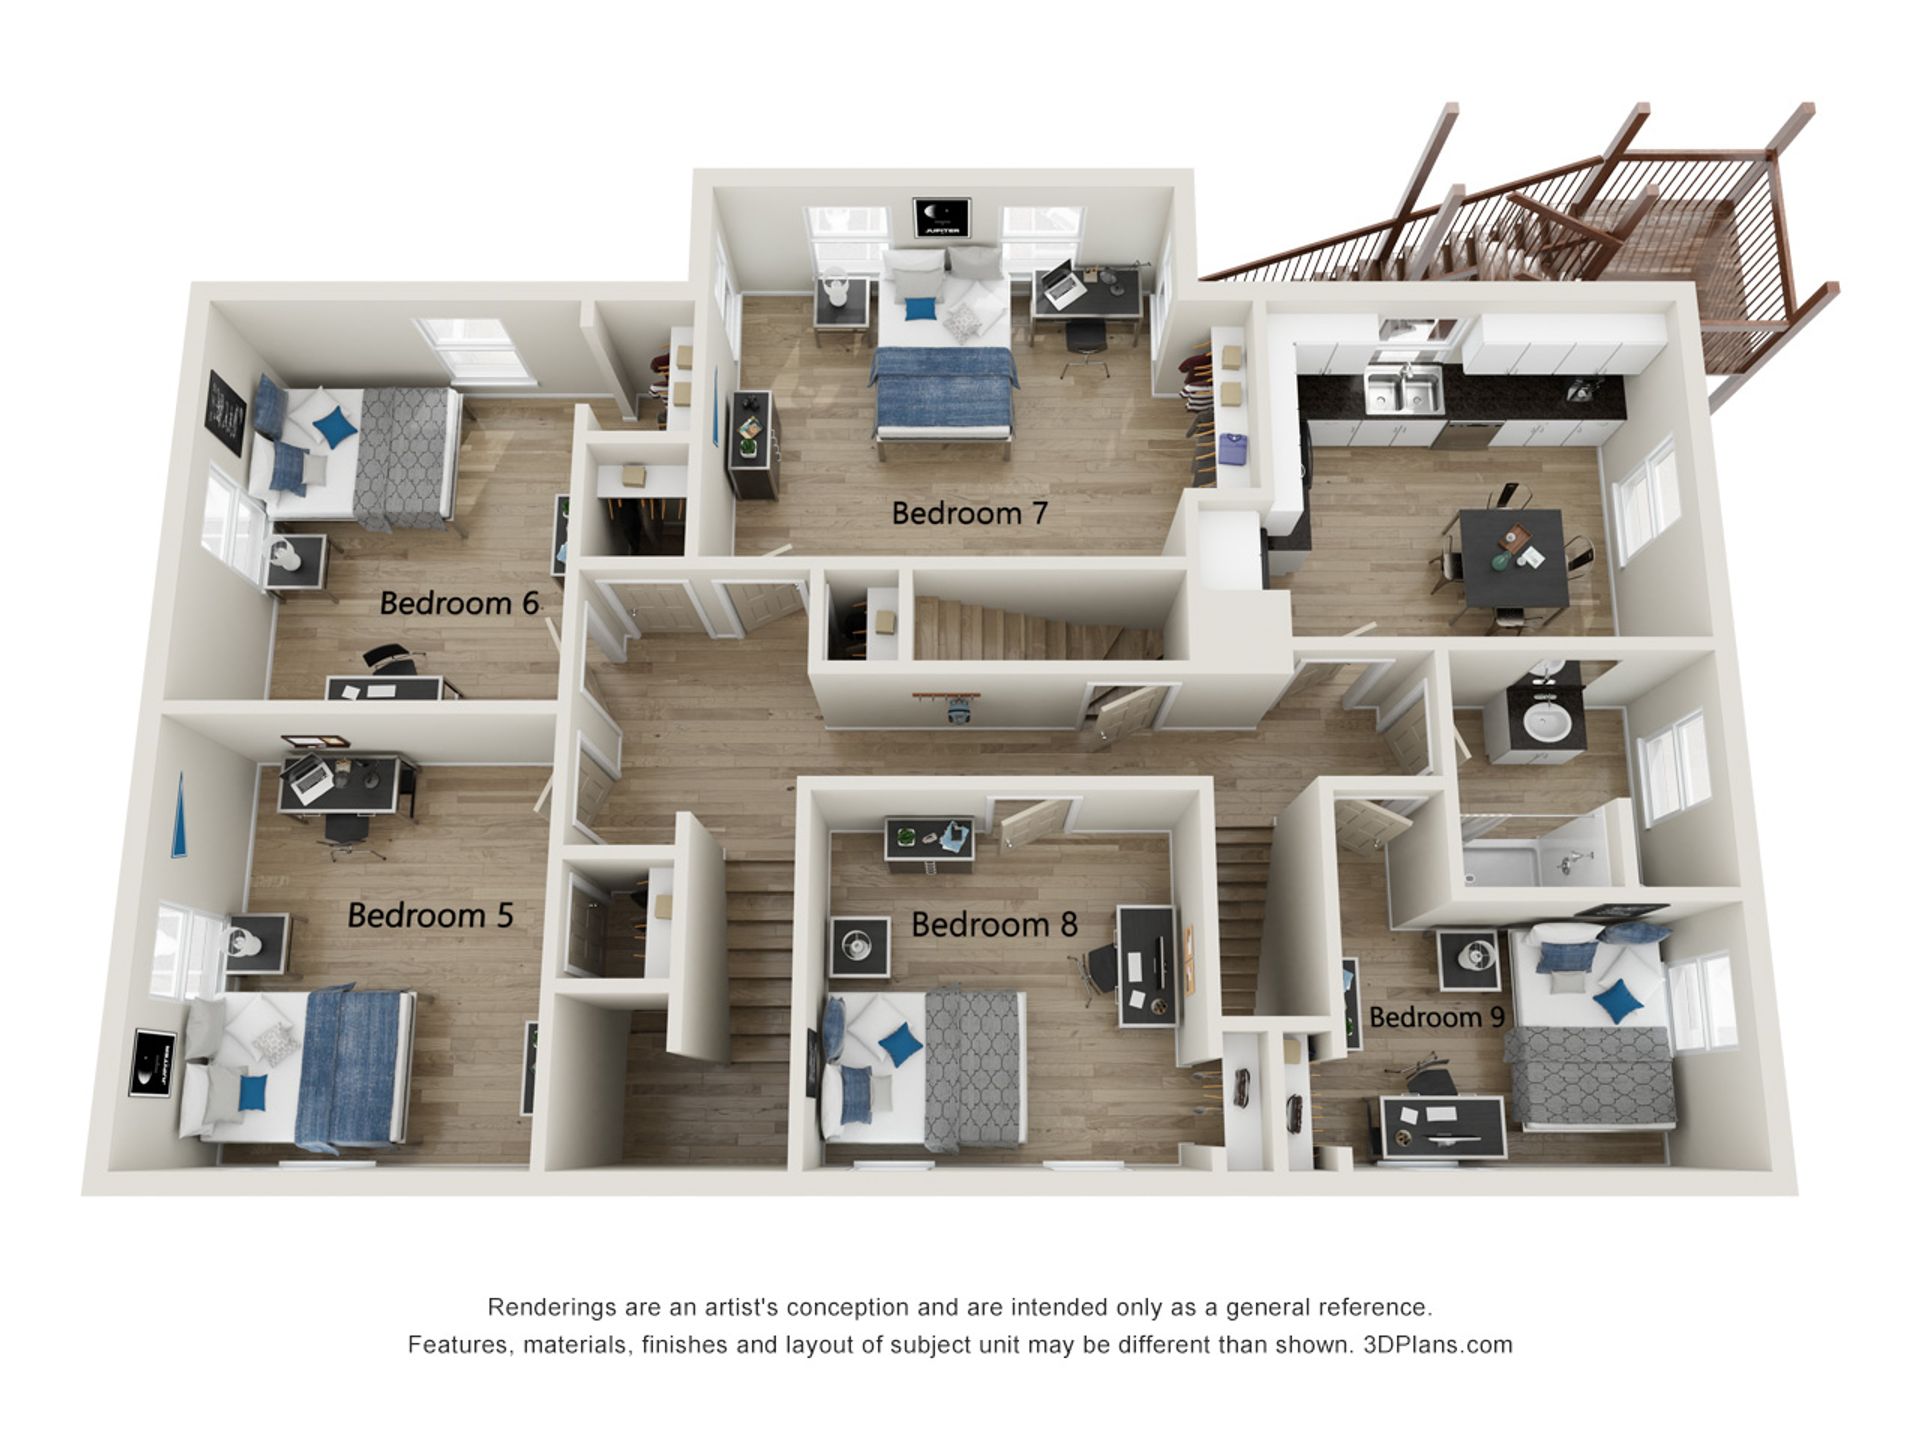 JUPITER
Bedroom 7
Bedroom 6
Bedroom 5
Bedroom 8
Bedroom 9
JUPITER
Renderings are an artist's conception and are intended only as a general reference.
Features, materials, finishes and layout of subject unit may be different than shown. 3DPlans.com